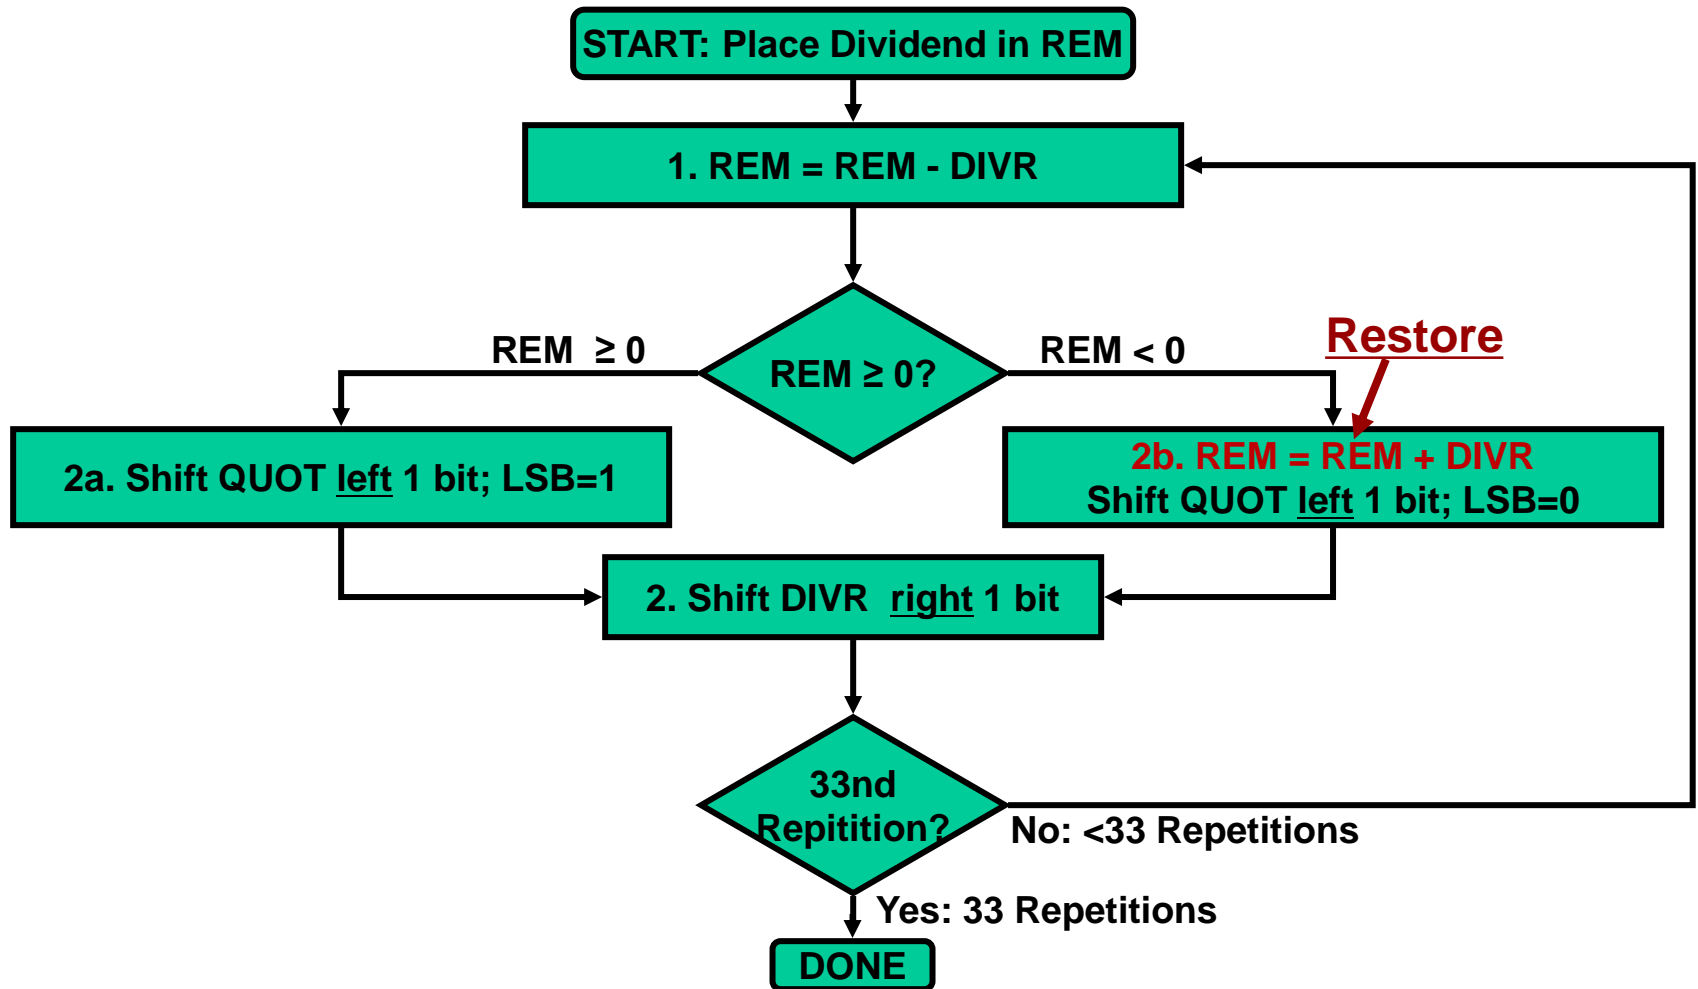 START: Place Dividend in REM
1. REM = REM - DIVR
REM ≥ 0
REM ≥ 0?
REM < 0
Restore
2a. Shift QUOT left 1 bit; LSB=1
2b. REM = REM + DIVR
Shift QUOT left 1 bit; LSB=0
2. Shift DIVR right 1 bit
33nd
Repitition?
No: <33 Repetitions
Yes: 33 Repetitions
DONE